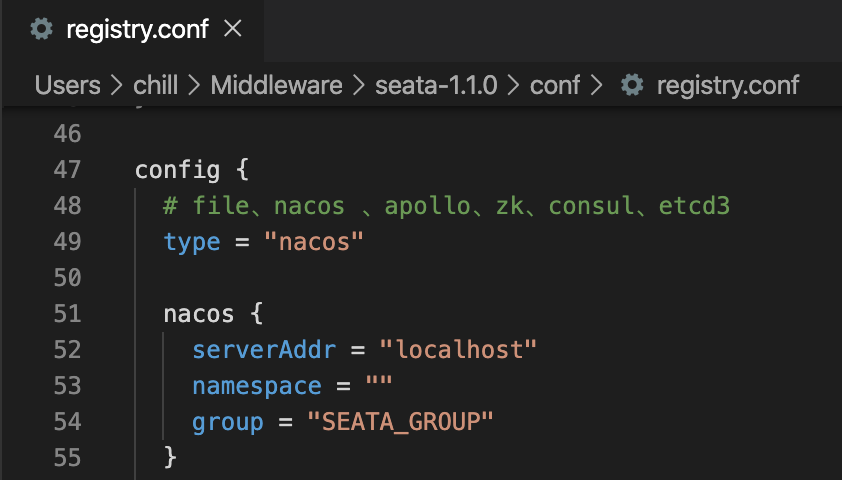 registry.conf ×
Users > chill > Middleware > seata-1.1.0 > conf > registry.conf
46
47 config {
48 # file、nacos 、apollo、zk、consul、etcd3
49 type = "nacos"
50
51 nacos {
52 serverAddr = "localhost"
53 namespace = ""
54 group = "SEATA_GROUP"
55 }